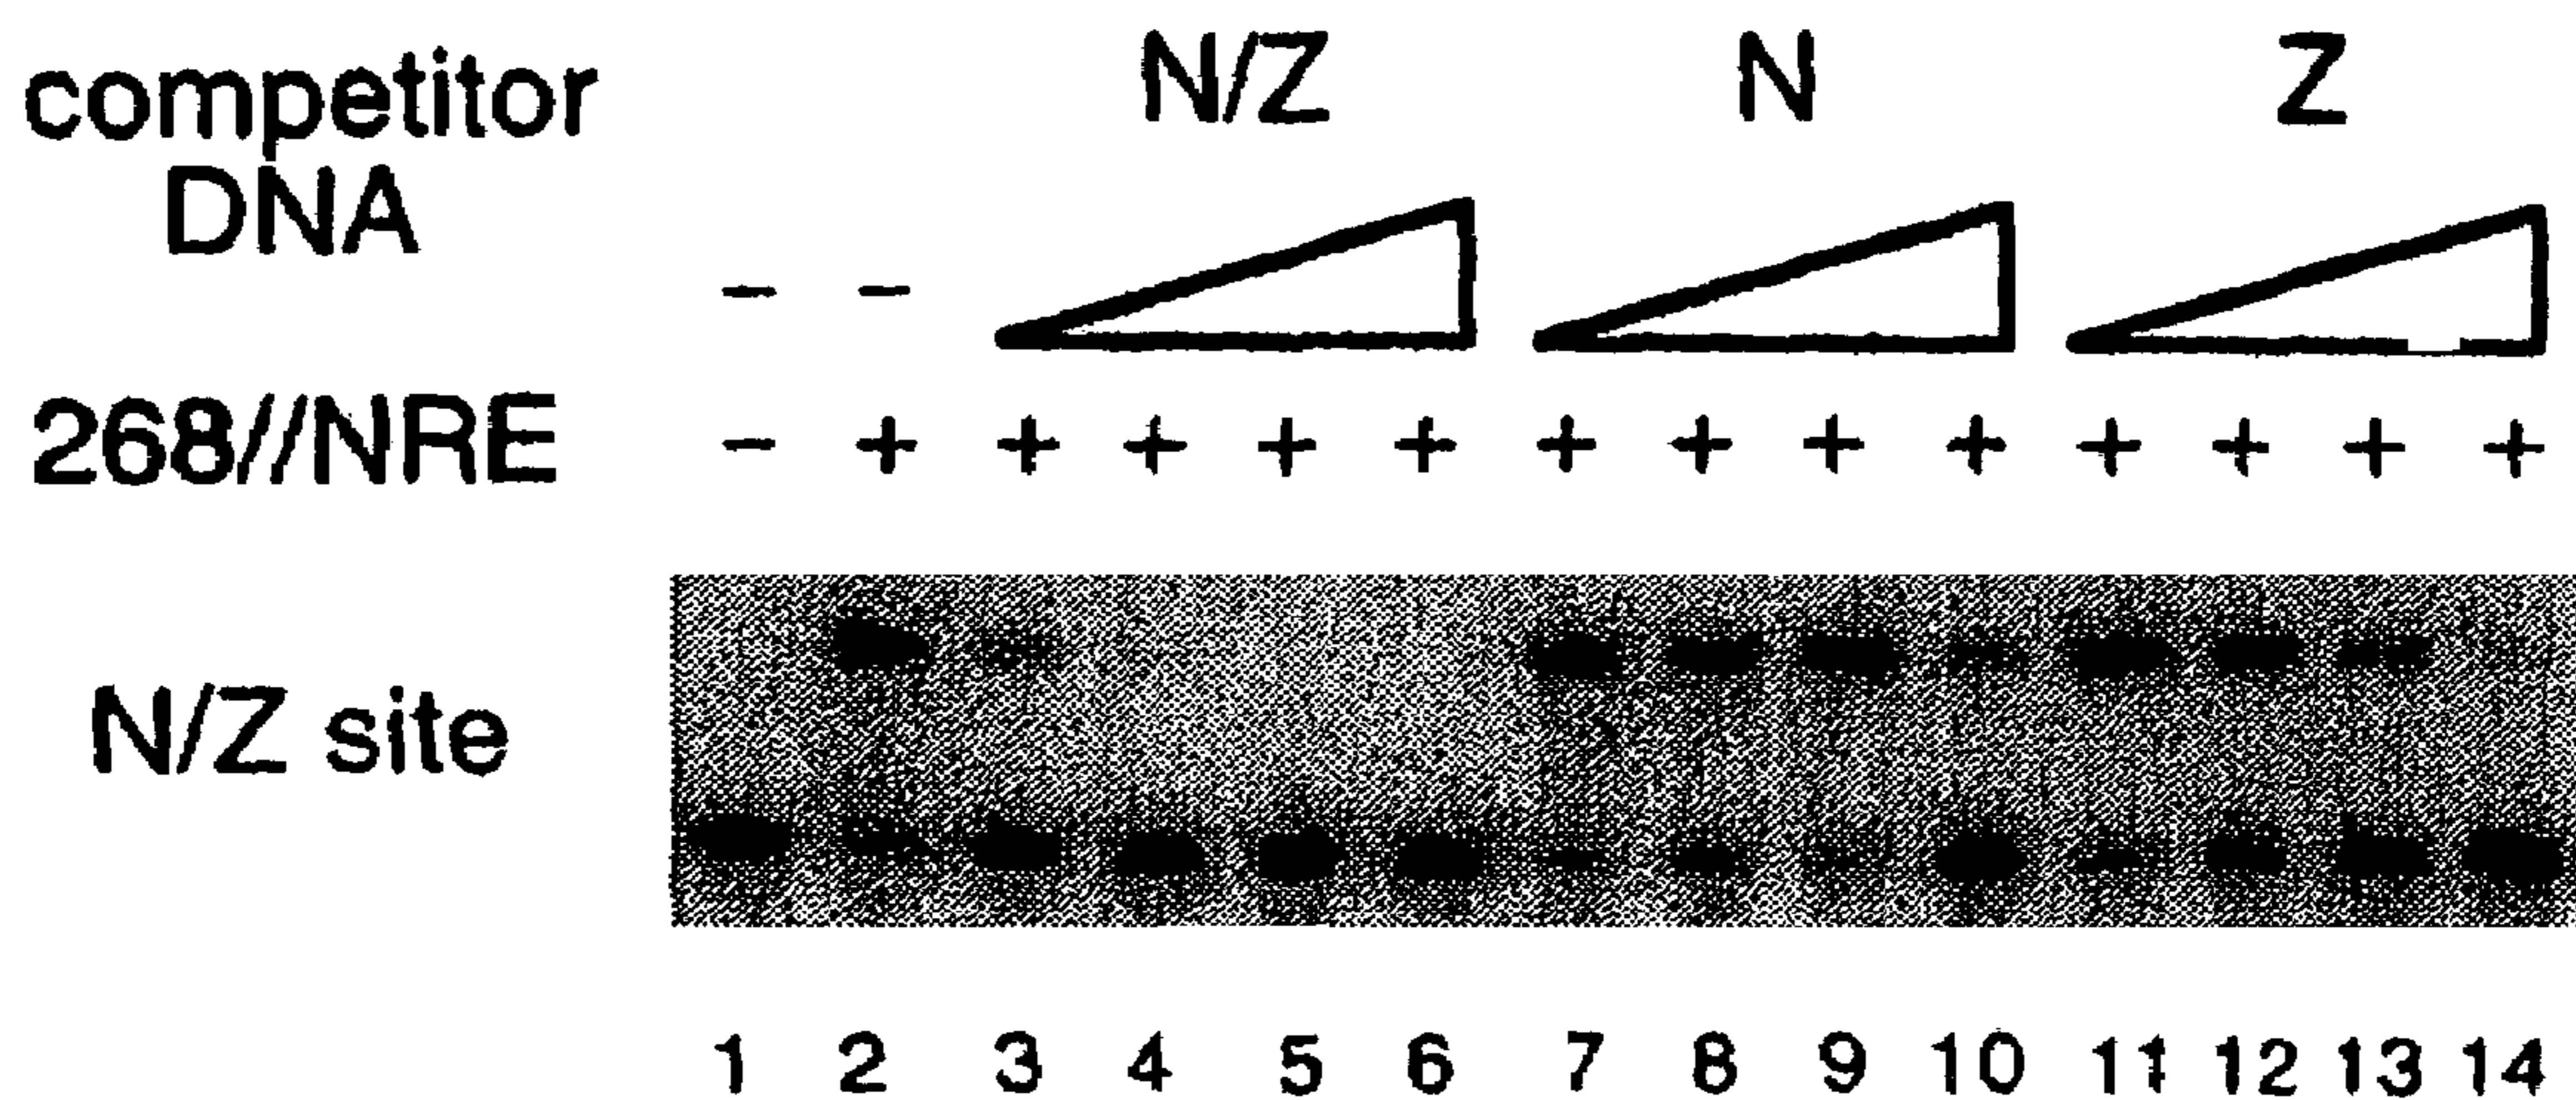 competitor DNA N/Z N Z
- -
268//NRE - + + + + + + + + + + + + +
N/Z site
1 2 3 4 5 6 7 8 9 10 11 12 13 14